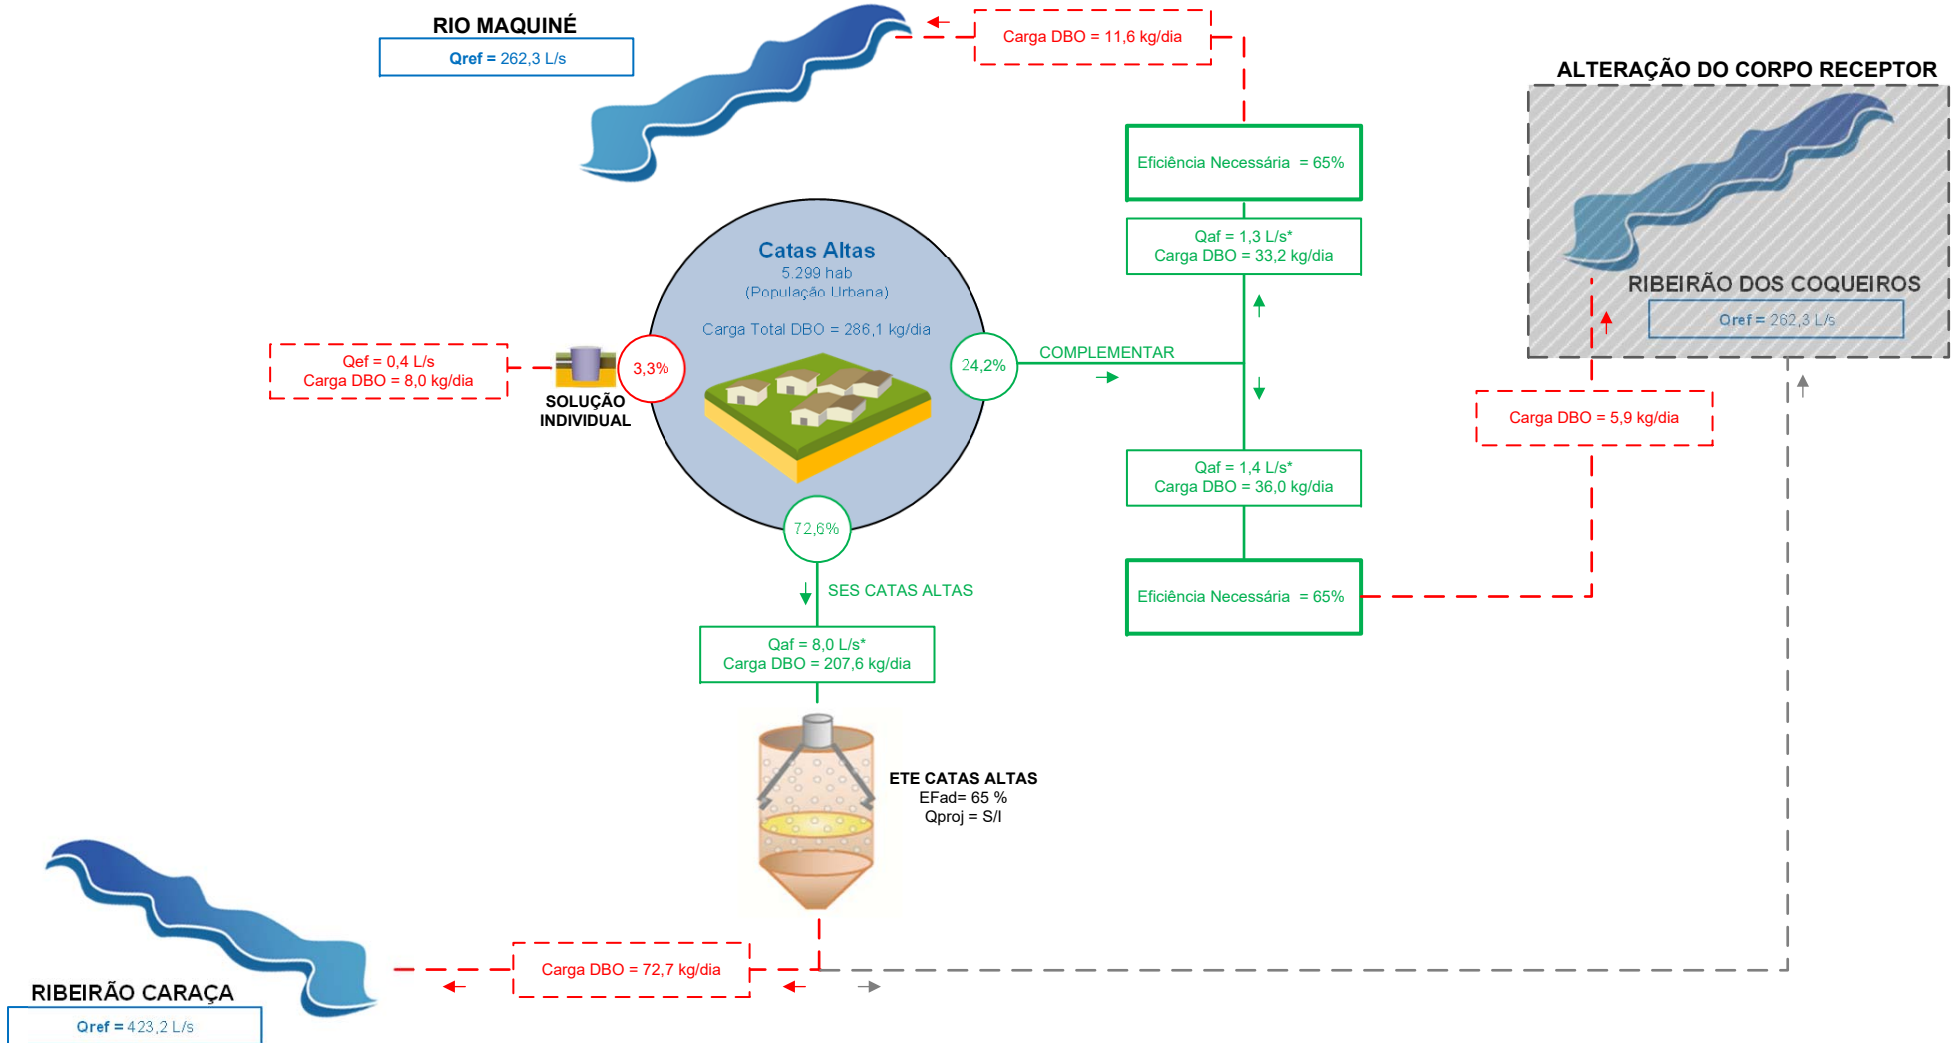 RIO MAQUINÉ
Qref = 262,3 L/s
Carga DBO = 11,6 kg/dia
ALTERAÇÃO DO CORPO RECEPTOR
Eficiência Necessária = 65%
Qaf = 1,3 L/s*
Carga DBO = 33,2 kg/dia
RIBEIRÃO DOS COQUEIROS
Qref = 262,3 L/s
Catas Altas
5.299 hab
(População Urbana)
Carga Total DBO = 286,1 kg/dia
Qef = 0,4 L/s
Carga DBO = 8,0 kg/dia
SOLUÇÃO
INDIVIDUAL
3,3%
24,2%
COMPLEMENTAR
Carga DBO = 5,9 kg/dia
Qaf = 1,4 L/s*
Carga DBO = 36,0 kg/dia
72,6%
SES CATAS ALTAS
Eficiência Necessária = 65%
Qaf = 8,0 L/s*
Carga DBO = 207,6 kg/dia
ETE CATAS ALTAS
EFad= 65 %
Qproj = S/I
Carga DBO = 72,7 kg/dia
RIBEIRÃO CARAÇA
Qref = 423,2 L/s